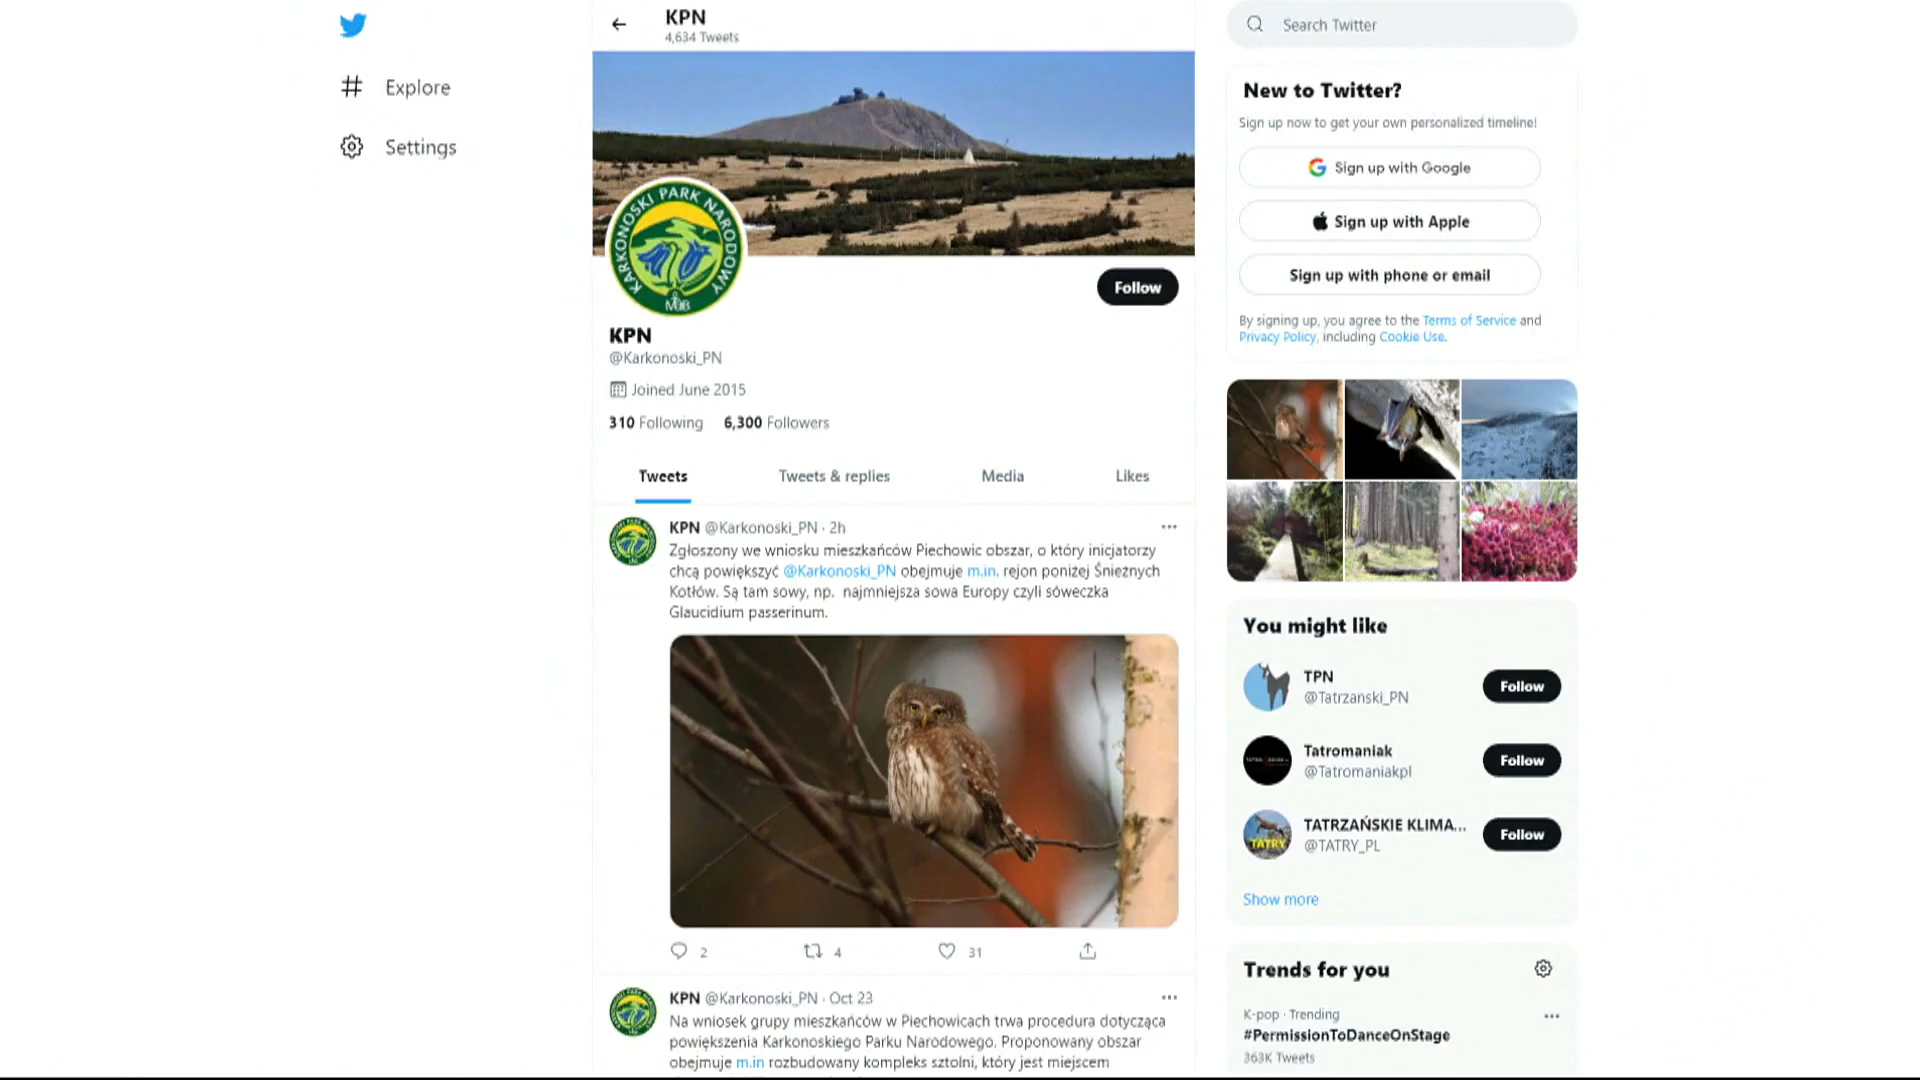 KPN
4,634 Tweets
Explore
Settings
KARKONOSKI PARK NARODOWY
MaB
Follow
KPN
@Karkonoski_PN
Joined June 2015
310 Following 6,300 Followers
Tweets Tweets & replies Media Likes
KPN @Karkonoski_PN · 2h
Zgłoszony we wniosku mieszkańców Piechowic obszar, o który inicjatorzy
chcą powiększyć @Karkonoski_PN obejmuje m.in. rejon poniżej Śnieżnych
Kotłów. Są tam sowy, np. najmniejsza sowa Europy czyli sóweczka
Glaucidium passerinum.
2 4 31
KPN @Karkonoski_PN · Oct 23
Na wniosek grupy mieszkańców w Piechowicach trwa procedura dotycząca
powiększenia Karkonoskiego Parku Narodowego. Proponowany obszar
obejmuje m.in rozbudowany kompleks sztolni, który jest miejscem
Search Twitter
New to Twitter?
Sign up now to get your own personalized timeline!
Sign up with Google
Sign up with Apple
Sign up with phone or email
By signing up, you agree to the Terms of Service and
Privacy Policy, including Cookie Use.
You might like
TPN
@Tatrzanski_PN
Follow
Tatromaniak
@Tatromaniakpl
Follow
TATRZAŃSKIE KLIMA...
@TATRY_PL
TATRY
Follow
Show more
Trends for you
K-pop · Trending
#PermissionToDanceOnStage
363K Tweets